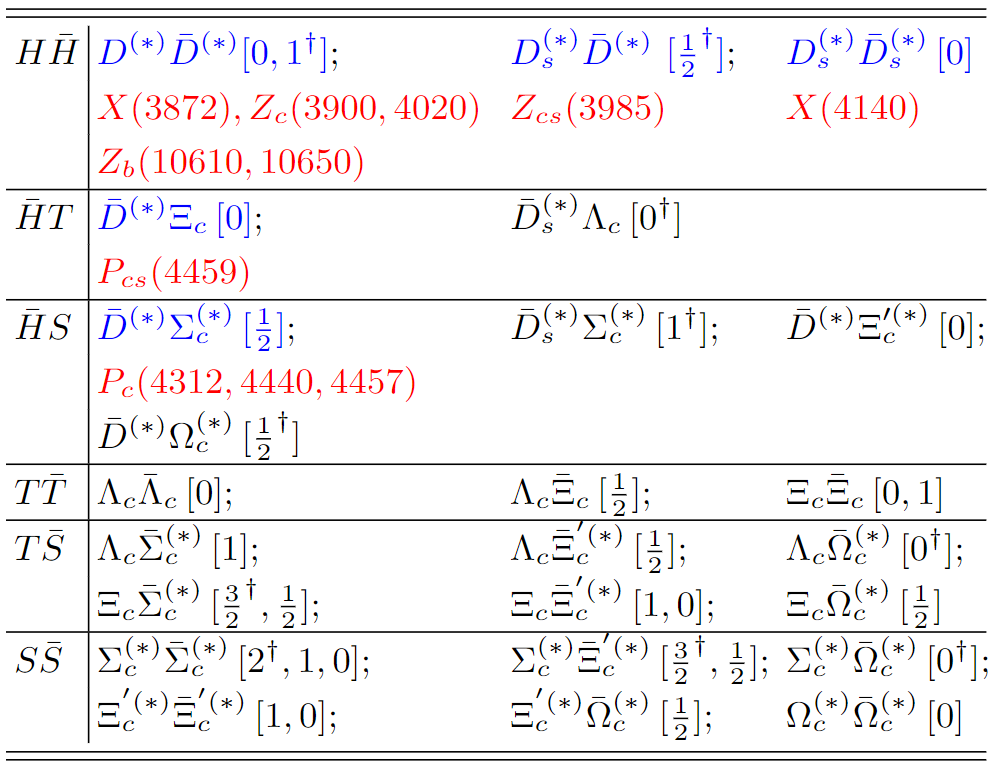 $H\bar{H}$ $D^{(*)}\bar{D}^{(*)}[0, 1^{\dagger}]$; $D_s^{(*)}\bar{D}^{(*)}\,[\frac{1}{2}^{\dagger}]$; $D_s^{(*)}\bar{D}_s^{(*)}\,[0]$
$X(3872), Z_c(3900, 4020)$ $Z_{cs}(3985)$ $X(4140)$
$Z_b(10610, 10650)$
$\bar{H}T$ $\bar{D}^{(*)}\Xi_c\,[0]$; $\bar{D}_s^{(*)}\Lambda_c\,[0^{\dagger}]$
$P_{cs}(4459)$
$\bar{H}S$ $\bar{D}^{(*)}\Sigma_c^{(*)}\,[\frac{1}{2}]$; $\bar{D}_s^{(*)}\Sigma_c^{(*)}\,[1^{\dagger}]$; $\bar{D}^{(*)}\Xi_c^{\prime(*)}\,[0]$;
$P_c(4312, 4440, 4457)$
$\bar{D}^{(*)}\Omega_c^{(*)}\,[\frac{1}{2}^{\dagger}]$
$T\bar{T}$ $\Lambda_c\bar{\Lambda}_c\,[0]$; $\Lambda_c\bar{\Xi}_c\,[\frac{1}{2}]$; $\Xi_c\bar{\Xi}_c\,[0, 1]$
$T\bar{S}$ $\Lambda_c\bar{\Sigma}_c^{(*)}\,[1]$; $\Lambda_c\bar{\Xi}_c^{\prime(*)}\,[\frac{1}{2}]$; $\Lambda_c\bar{\Omega}_c^{(*)}\,[0^{\dagger}]$;
$\Xi_c\bar{\Sigma}_c^{(*)}\,[\frac{3}{2}^{\dagger}, \frac{1}{2}]$; $\Xi_c\bar{\Xi}_c^{\prime(*)}\,[1, 0]$; $\Xi_c\bar{\Omega}_c^{(*)}\,[\frac{1}{2}]$
$S\bar{S}$ $\Sigma_c^{(*)}\bar{\Sigma}_c^{(*)}\,[2^{\dagger}, 1, 0]$; $\Sigma_c^{(*)}\bar{\Xi}_c^{\prime(*)}\,[\frac{3}{2}^{\dagger}, \frac{1}{2}]$; $\Sigma_c^{(*)}\bar{\Omega}_c^{(*)}\,[0^{\dagger}]$;
$\Xi_c^{\prime(*)}\bar{\Xi}_c^{\prime(*)}\,[1, 0]$; $\Xi_c^{\prime(*)}\bar{\Omega}_c^{(*)}\,[\frac{1}{2}]$; $\Omega_c^{(*)}\bar{\Omega}_c^{(*)}\,[0]$